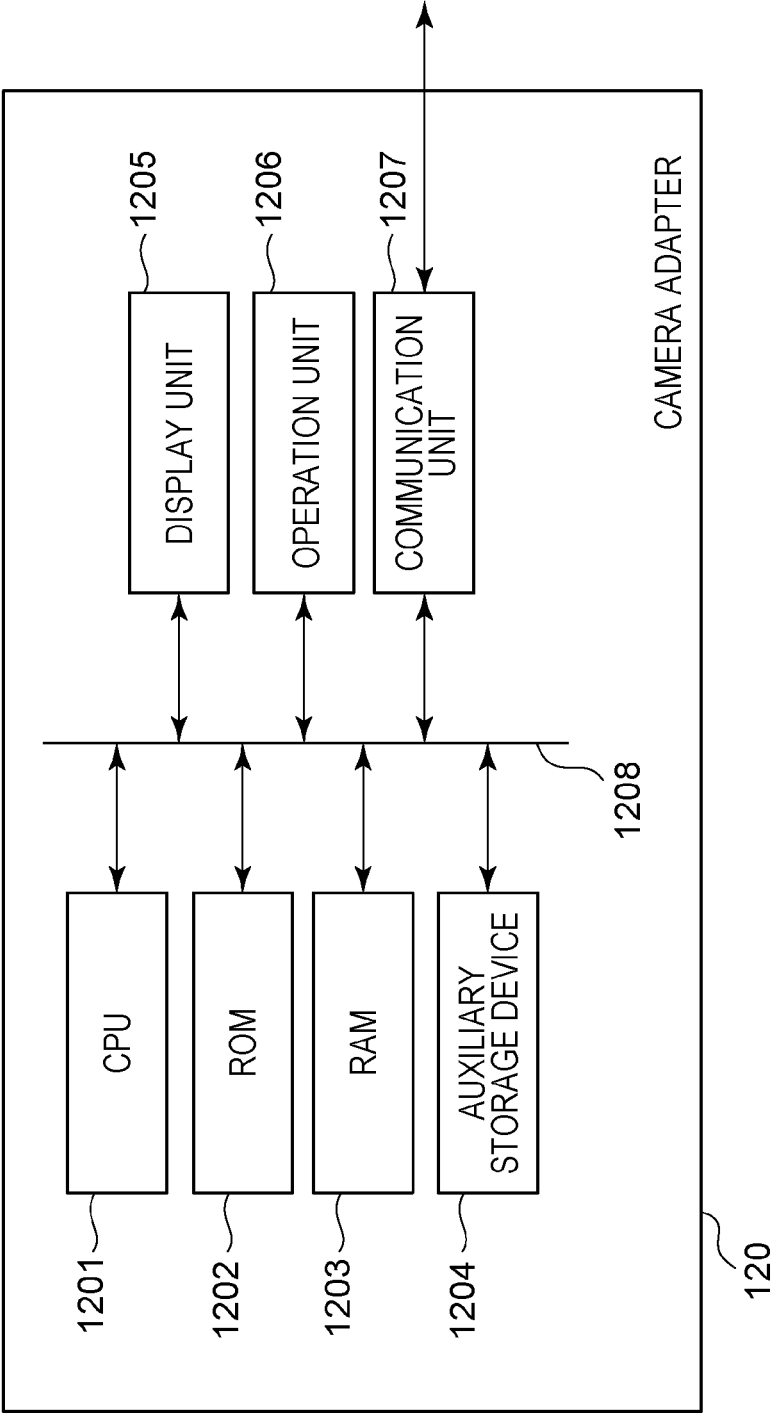 1201
CPU
1202
ROM
1203
RAM
1204
AUXILIARY
STORAGE DEVICE
DISPLAY UNIT
1205
OPERATION UNIT
1206
COMMUNICATION
UNIT
1207
1208
CAMERA ADAPTER
120